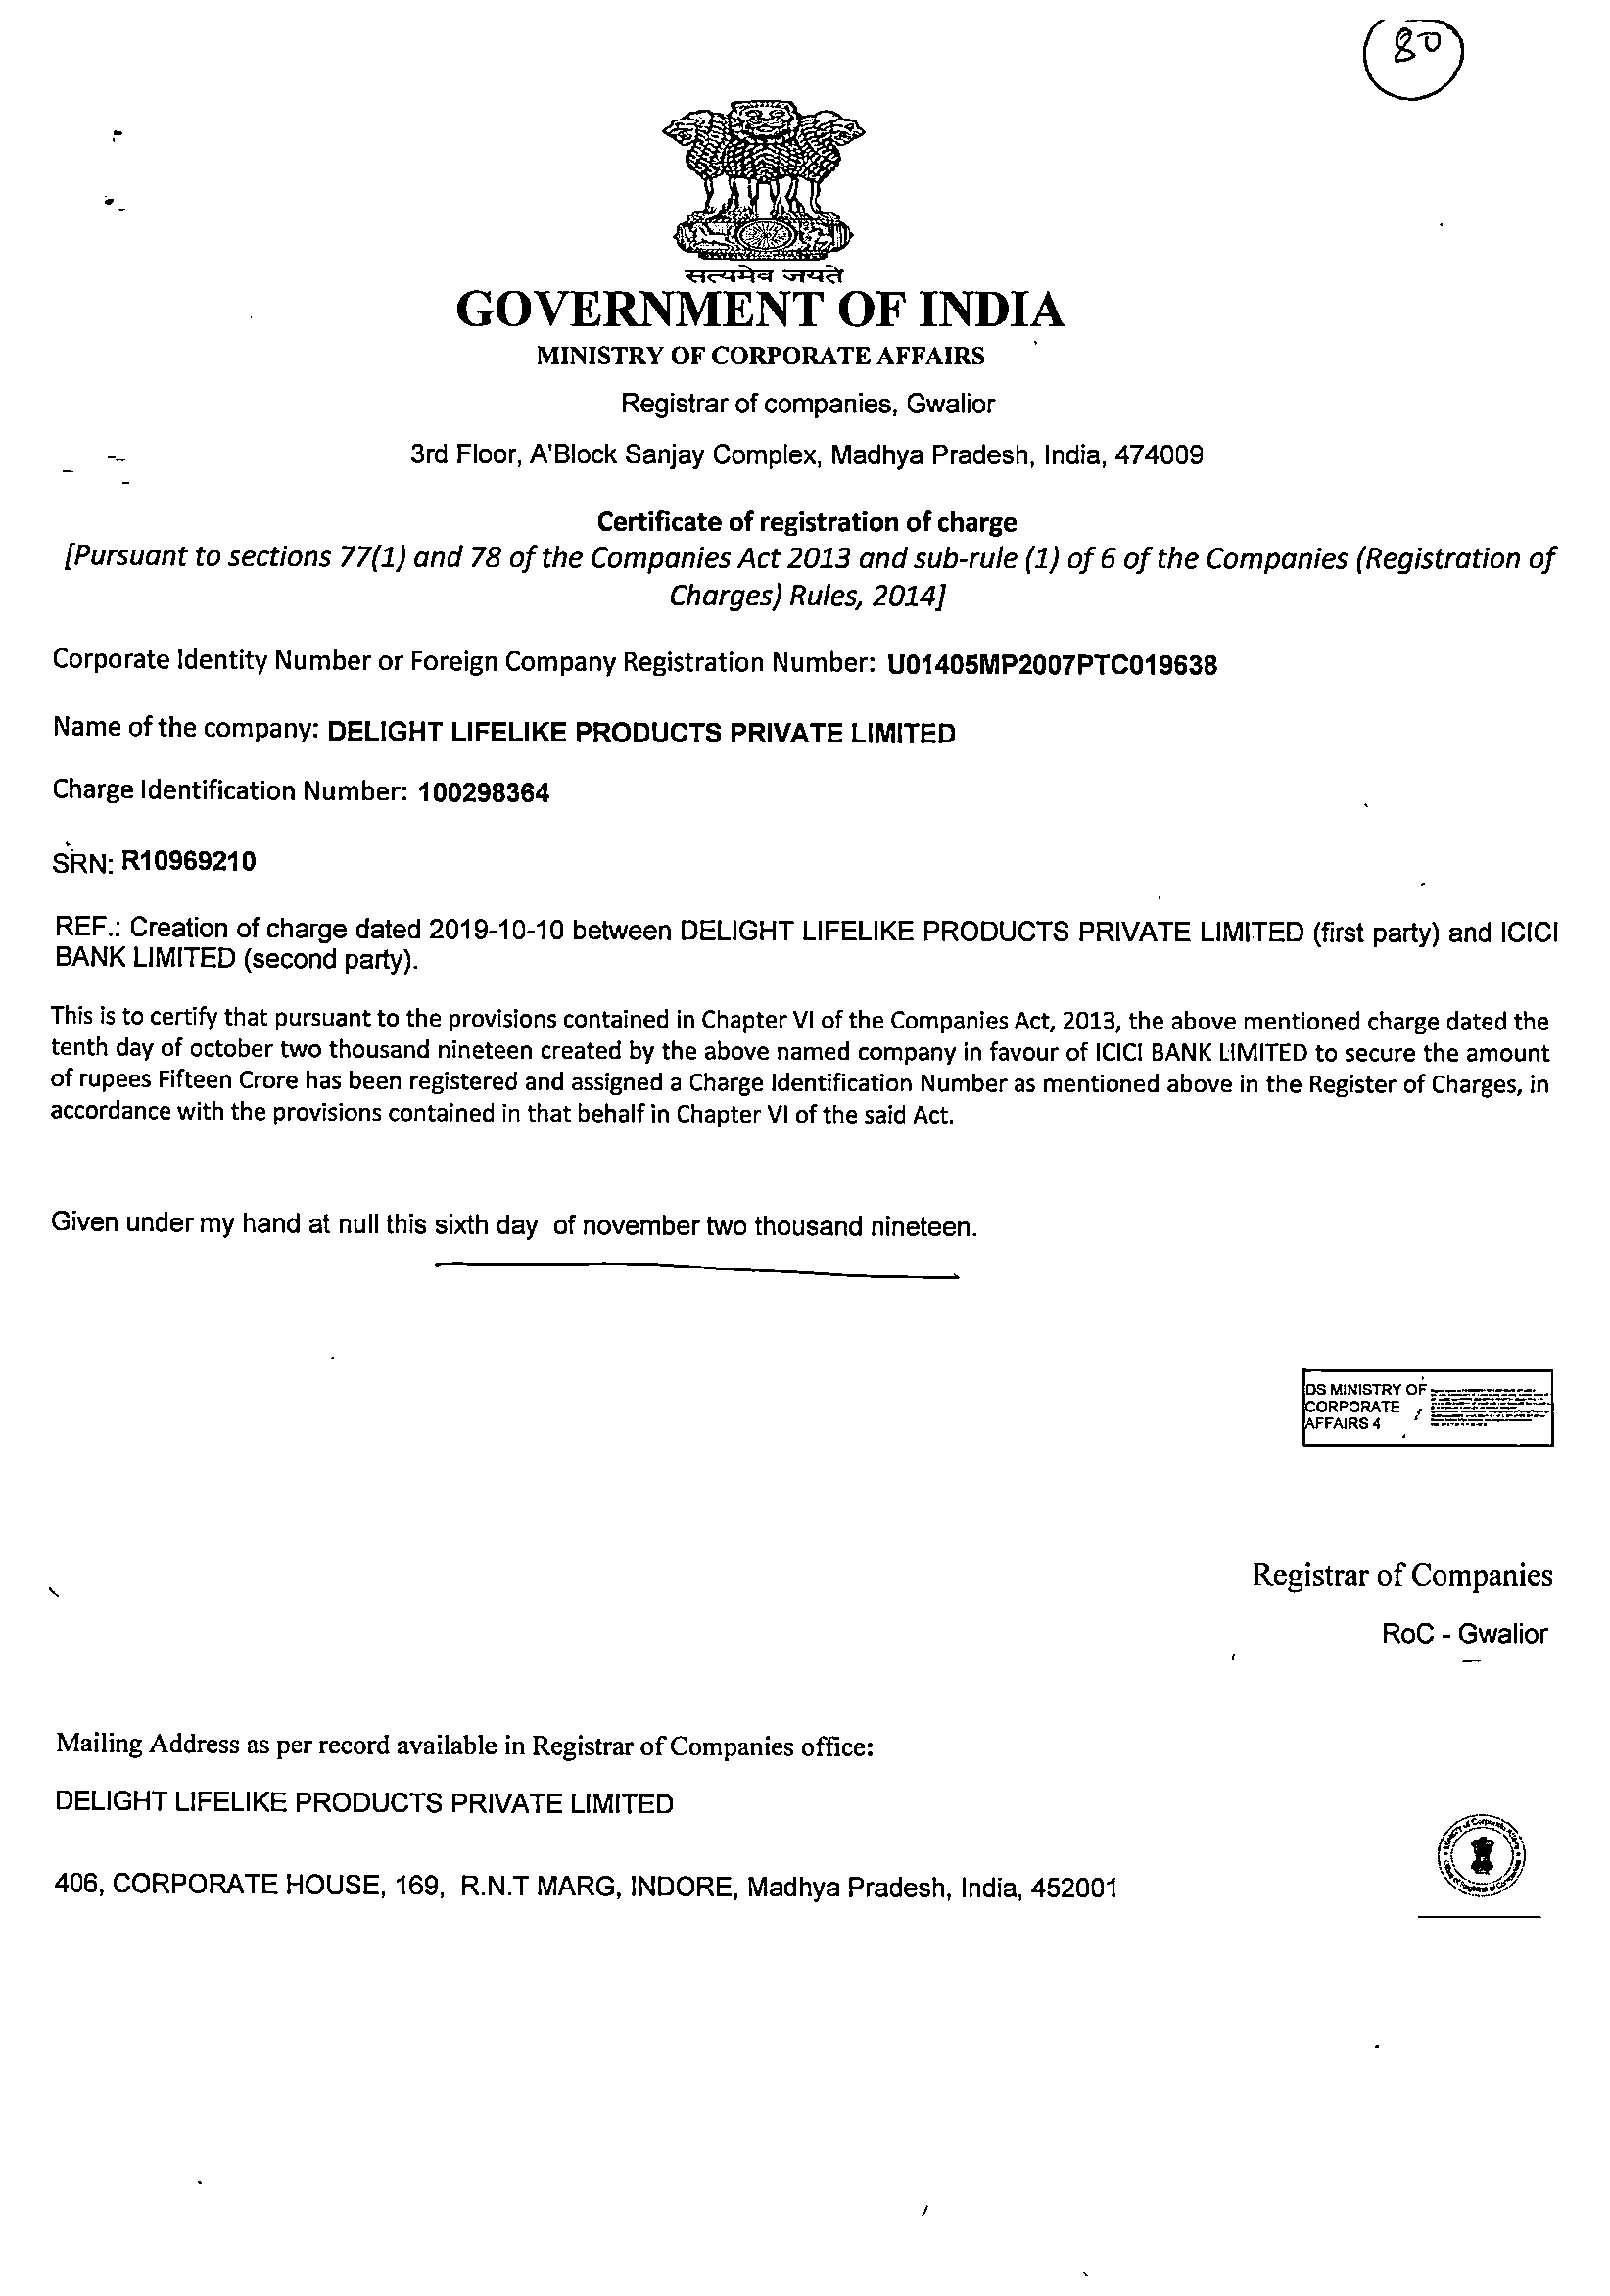 80
सत्यमेव जयते
GOVERNMENT OF INDIA
MINISTRY OF CORPORATE AFFAIRS
Registrar of companies, Gwalior
3rd Floor, A'Block Sanjay Complex, Madhya Pradesh, India, 474009
Certificate of registration of charge
[Pursuant to sections 77(1) and 78 of the Companies Act 2013 and sub-rule (1) of 6 of the Companies (Registration of
Charges) Rules, 2014]
Corporate Identity Number or Foreign Company Registration Number: U01405MP2007PTC019638
Name of the company: DELIGHT LIFELIKE PRODUCTS PRIVATE LIMITED
Charge Identification Number: 100298364
SRN: R10969210
REF.: Creation of charge dated 2019-10-10 between DELIGHT LIFELIKE PRODUCTS PRIVATE LIMITED (first party) and ICICI
BANK LIMITED (second party).
This is to certify that pursuant to the provisions contained in Chapter VI of the Companies Act, 2013, the above mentioned charge dated the
tenth day of october two thousand nineteen created by the above named company in favour of ICICI BANK LIMITED to secure the amount
of rupees Fifteen Crore has been registered and assigned a Charge Identification Number as mentioned above in the Register of Charges, in
accordance with the provisions contained in that behalf in Chapter VI of the said Act.
Given under my hand at null this sixth day of november two thousand nineteen.
DS MINISTRY OF
CORPORATE
AFFAIRS 4
Registrar of Companies
RoC - Gwalior
Mailing Address as per record available in Registrar of Companies office:
DELIGHT LIFELIKE PRODUCTS PRIVATE LIMITED
406, CORPORATE HOUSE, 169, R.N.T MARG, INDORE, Madhya Pradesh, India, 452001